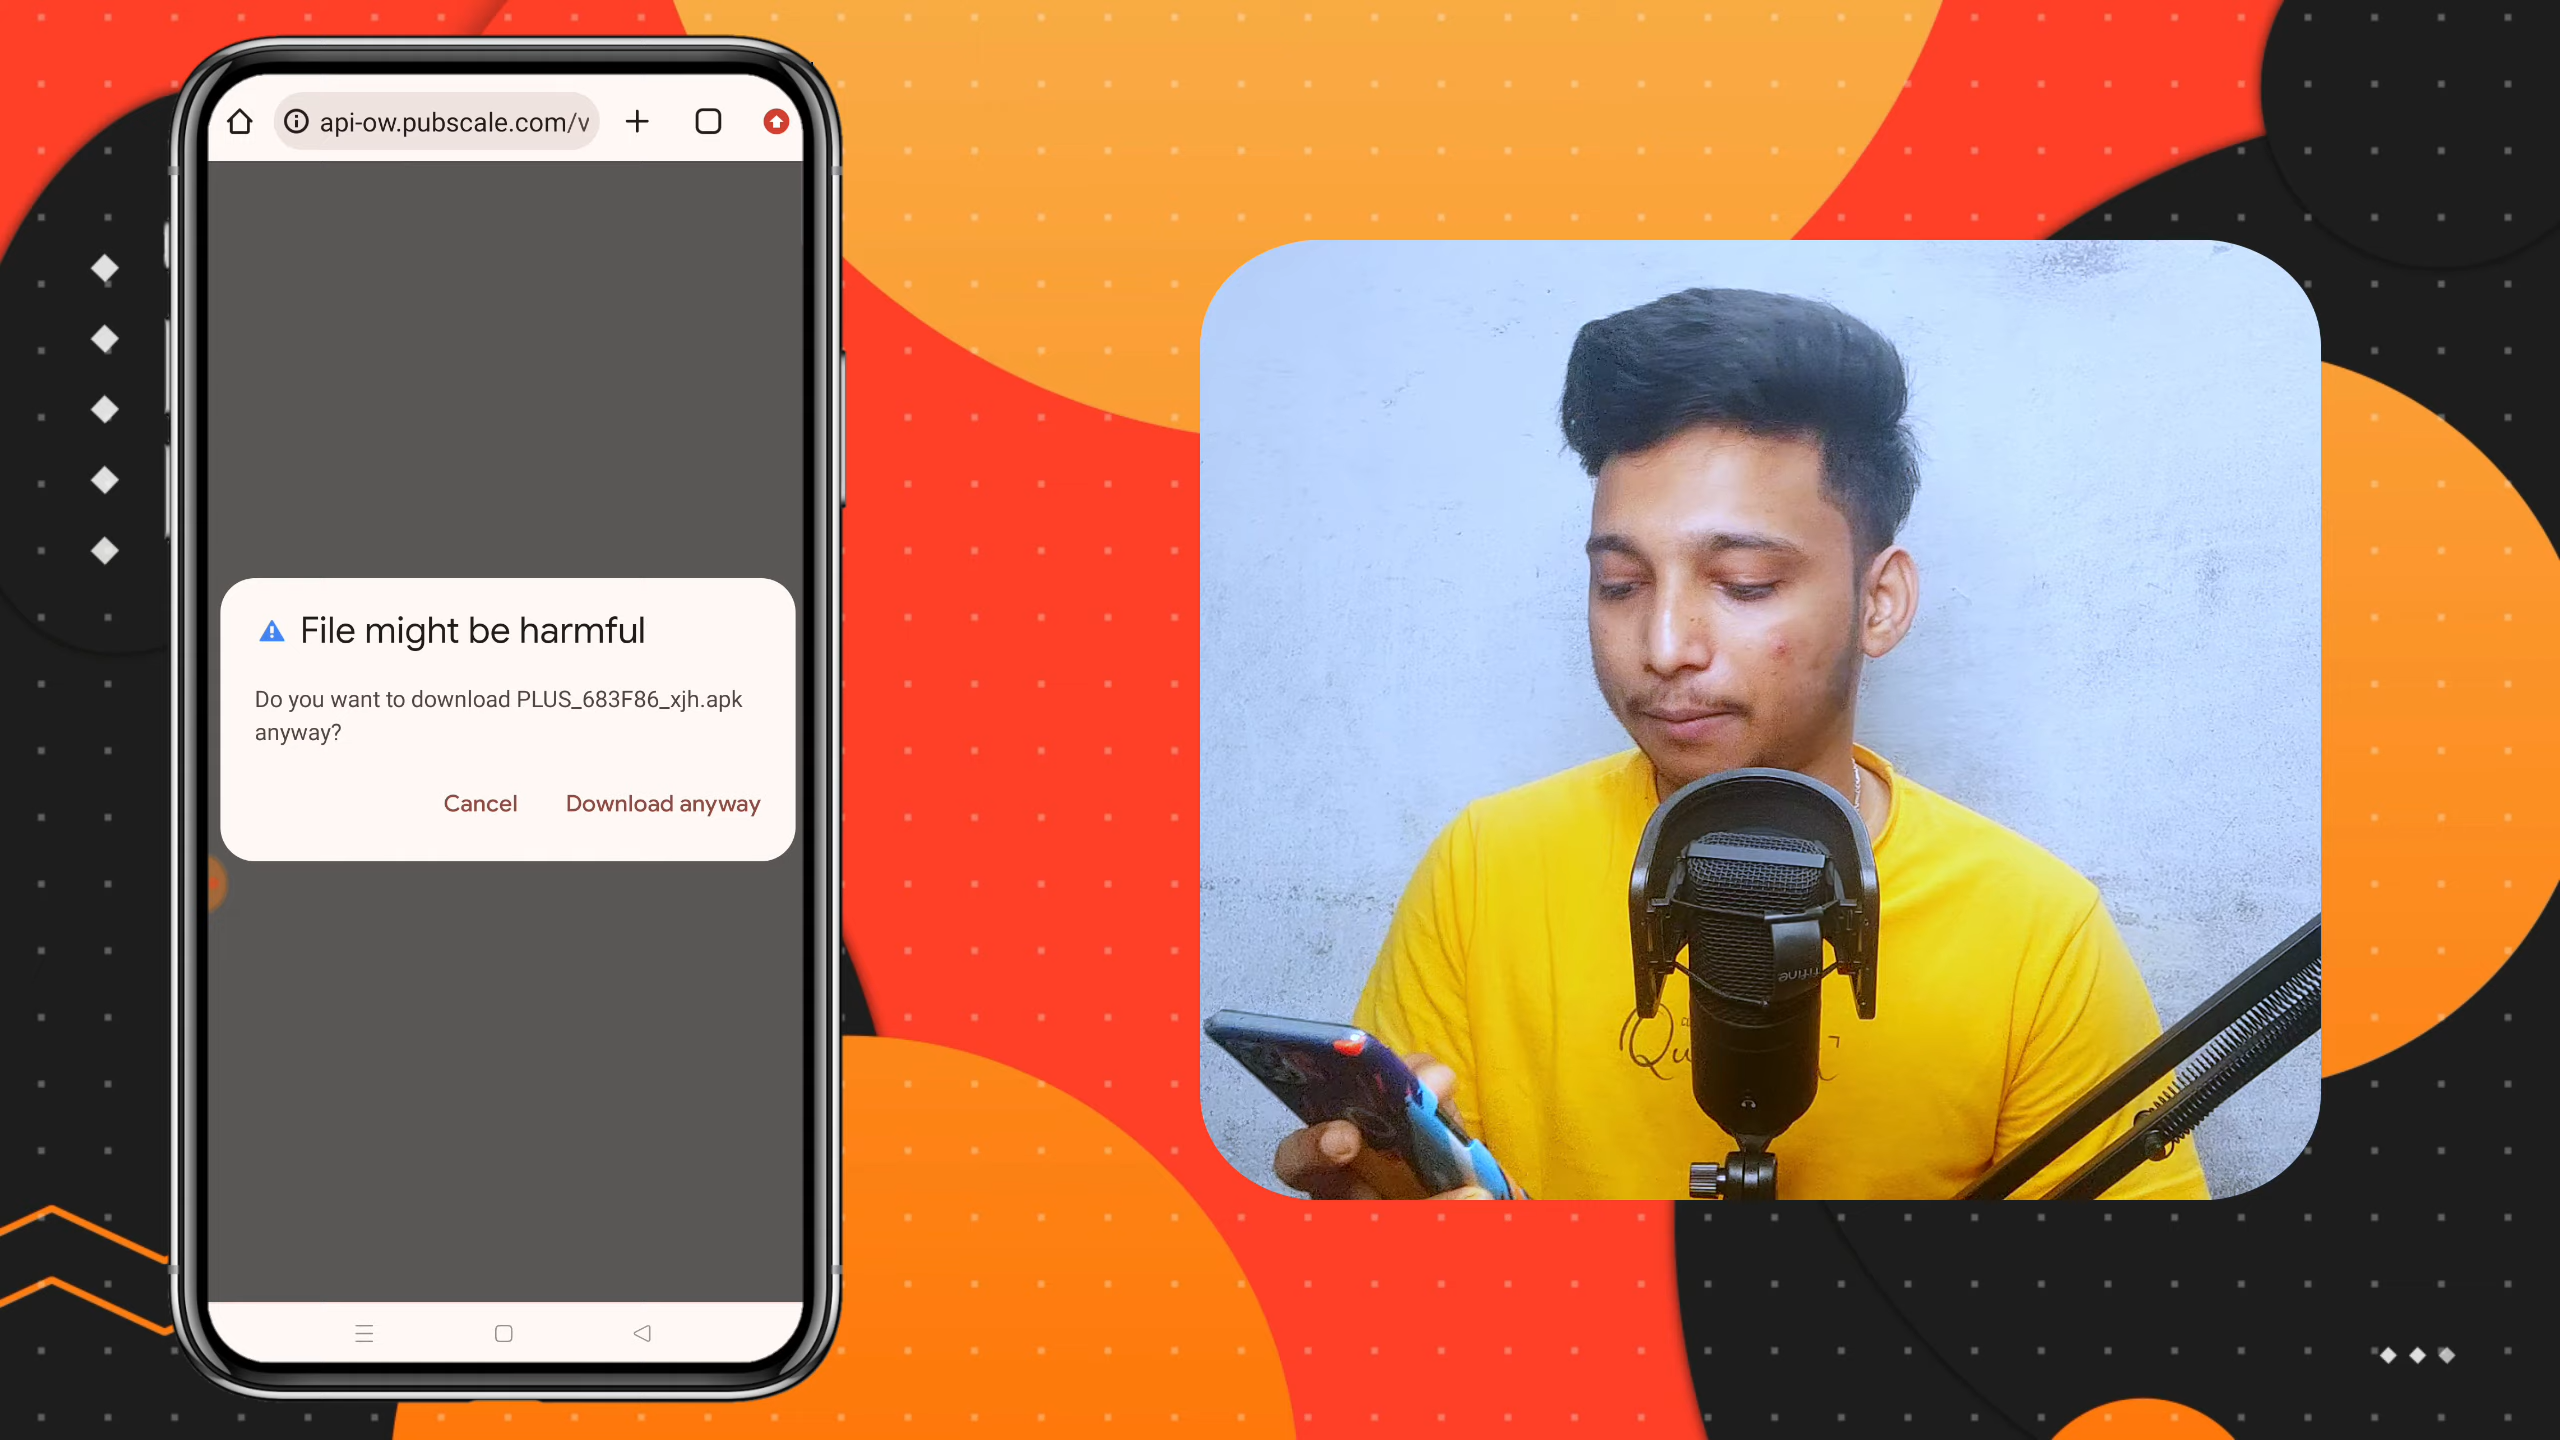 api-ow.pubscale.com/v
File might be harmful
Do you want to download PLUS_683F86_xjh.apk
anyway?
Cancel
Download anyway
fifine